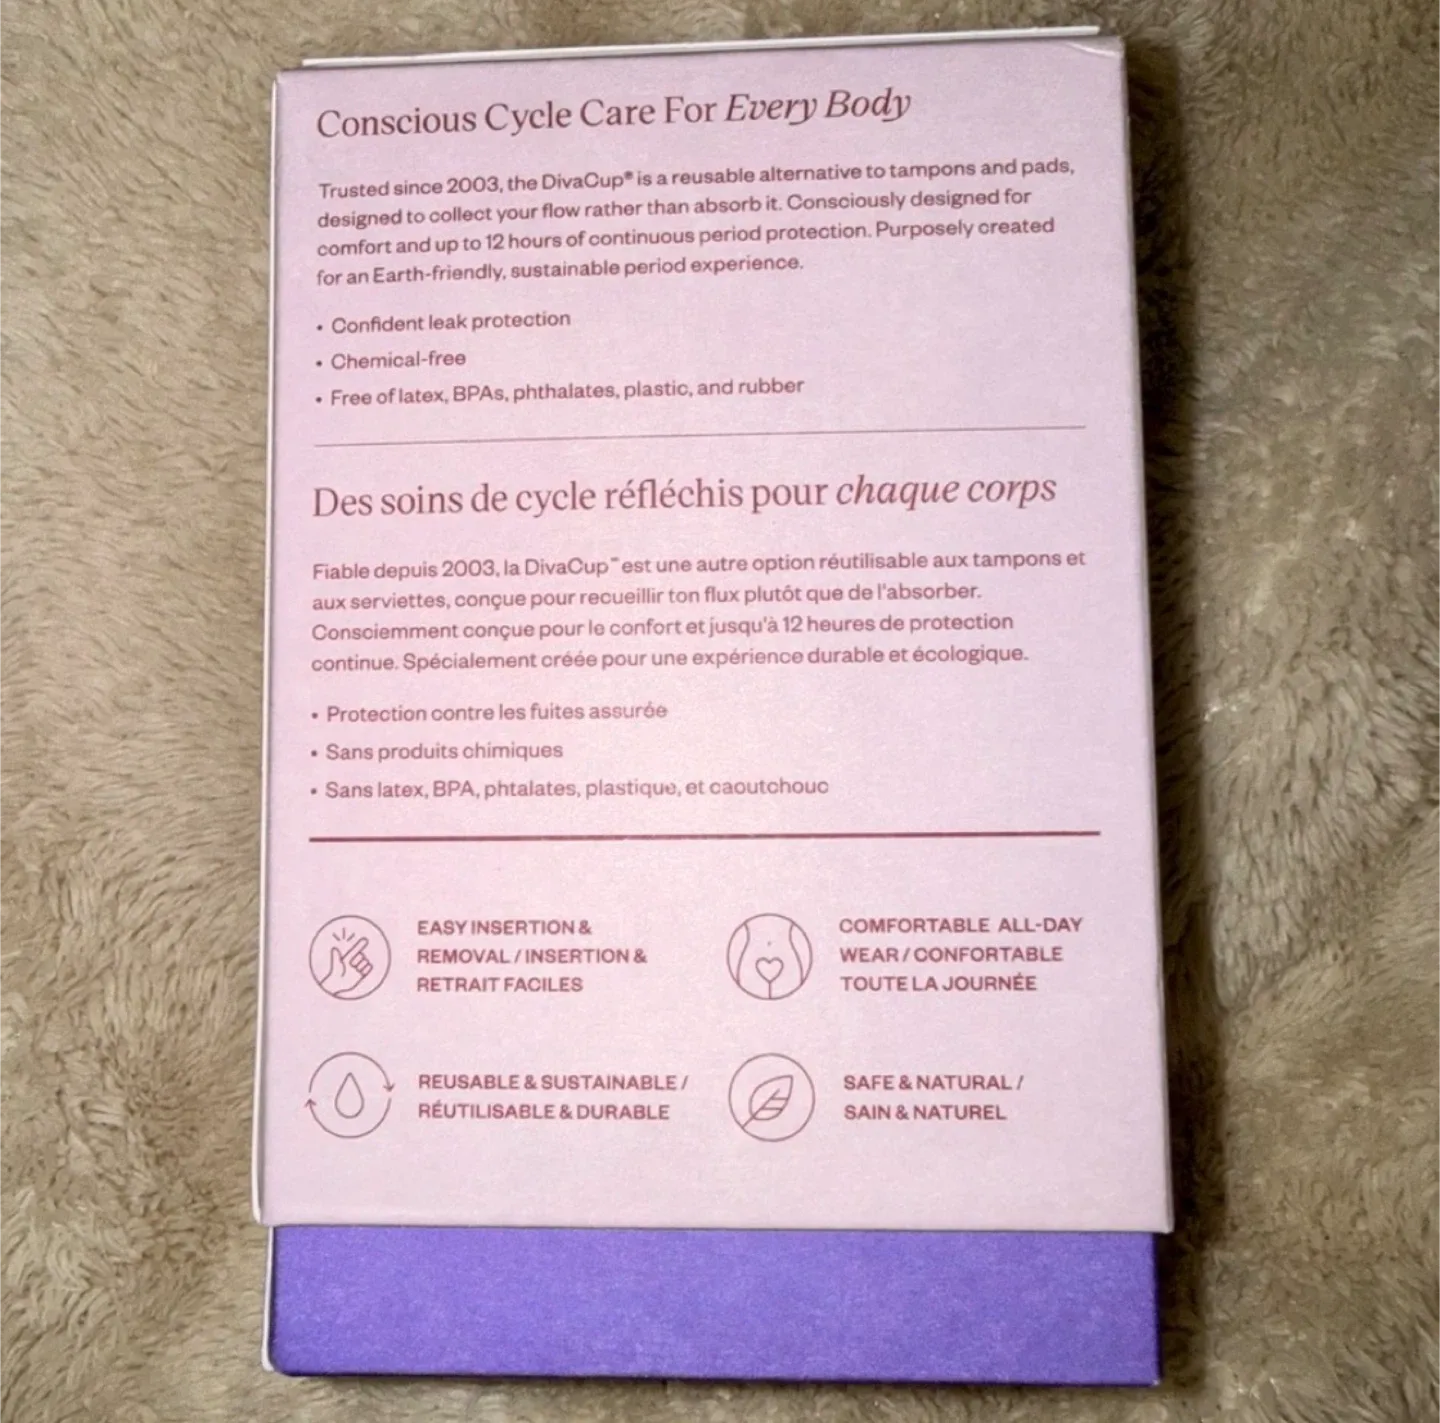 Conscious Cycle Care For Every Body
Trusted since 2003, the DivaCup® is a reusable alternative to tampons and pads,
designed to collect your flow rather than absorb it. Consciously designed for
comfort and up to 12 hours of continuous period protection. Purposely created
for an Earth-friendly, sustainable period experience.
• Confident leak protection
• Chemical-free
• Free of latex, BPAs, phthalates, plastic, and rubber
Des soins de cycle réfléchis pour chaque corps
Fiable depuis 2003, la DivaCup™ est une autre option réutilisable aux tampons et
aux serviettes, conçue pour recueillir ton flux plutôt que de l'absorber.
Consciemment conçue pour le confort et jusqu'à 12 heures de protection
continue. Spécialement créée pour une expérience durable et écologique.
• Protection contre les fuites assurée
• Sans produits chimiques
• Sans latex, BPA, phtalates, plastique, et caoutchouc
EASY INSERTION &
REMOVAL / INSERTION &
RETRAIT FACILES
COMFORTABLE ALL-DAY
WEAR / CONFORTABLE
TOUTE LA JOURNÉE
REUSABLE & SUSTAINABLE /
RÉUTILISABLE & DURABLE
SAFE & NATURAL /
SAIN & NATUREL